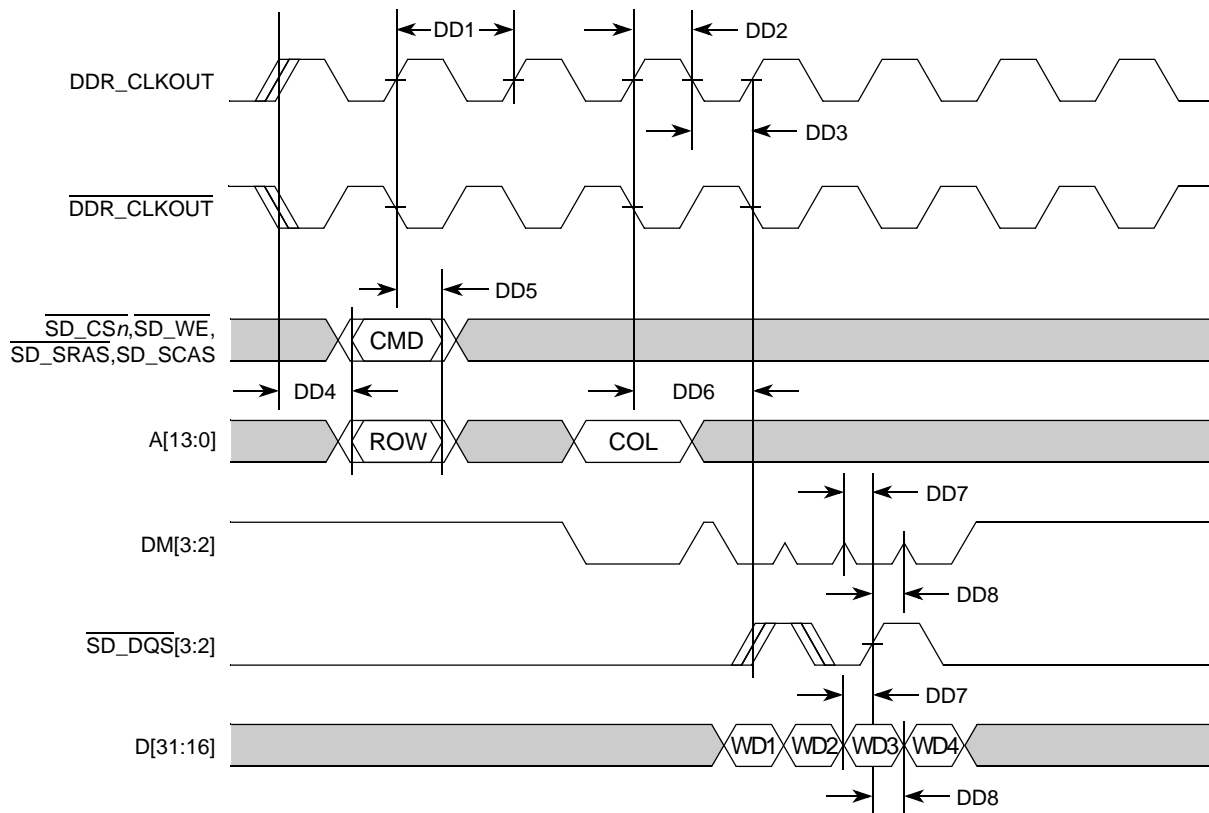 DD1
DD2
DDR_CLKOUT
DD3
DDR_CLKOUT
DD5
SD_CSn,SD_WE,
SD_SRAS,SD_SCAS
CMD
DD4
DD6
A[13:0]
ROW
COL
DD7
DM[3:2]
DD8
SD_DQS[3:2]
DD7
D[31:16]
WD1
WD2
WD3
WD4
DD8